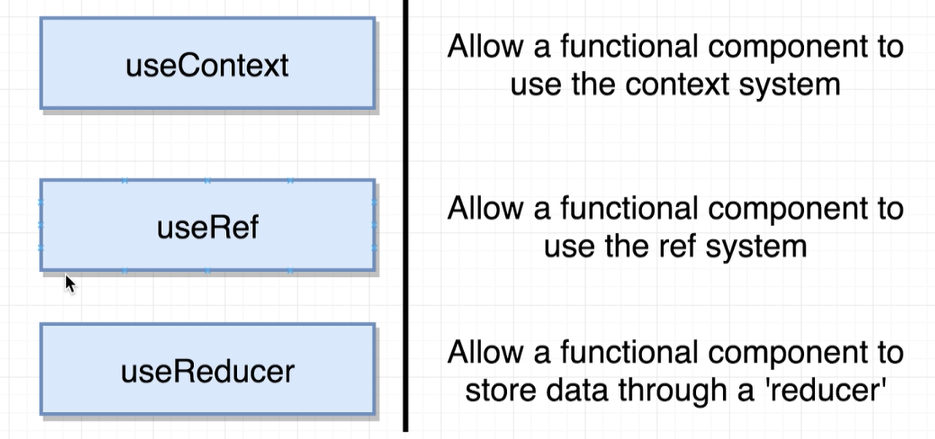 useContext
Allow a functional component to
use the context system
useRef
Allow a functional component to
use the ref system
useReducer
Allow a functional component to
store data through a 'reducer'